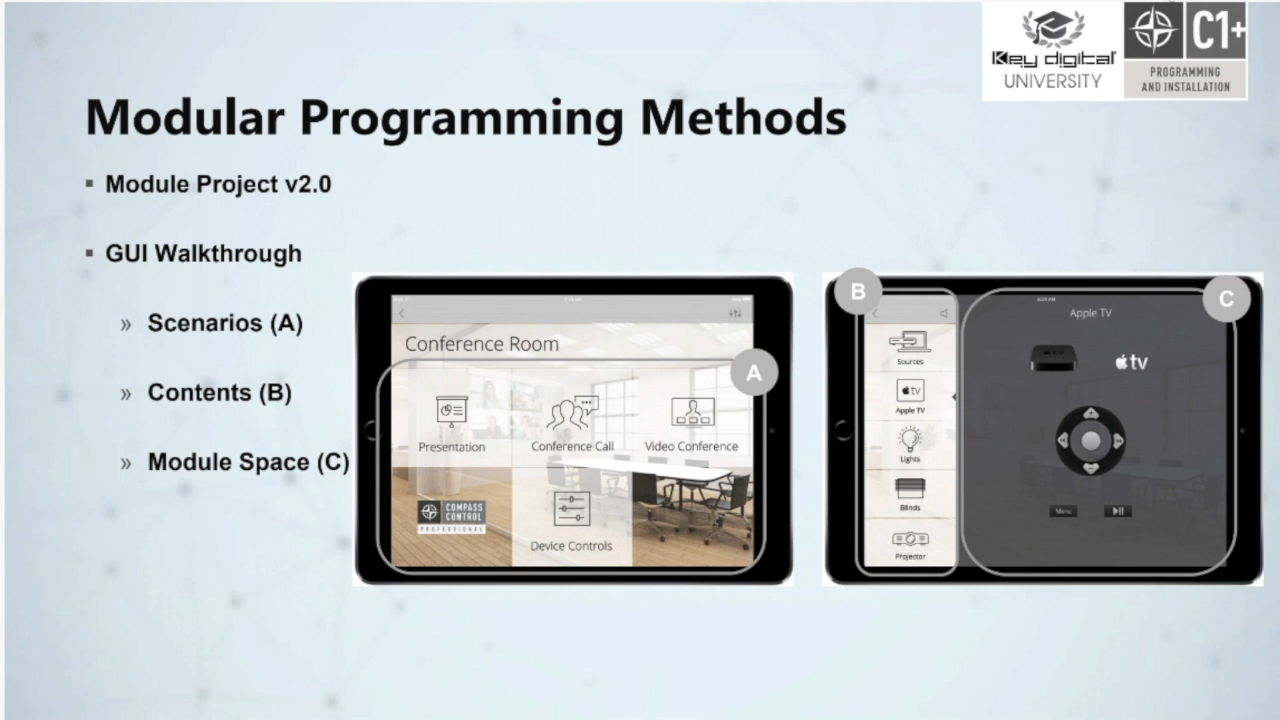 Key digital
UNIVERSITY
C1+
PROGRAMMING
AND INSTALLATION
Modular Programming Methods
▪ Module Project v2.0
▪ GUI Walkthrough
» Scenarios (A)
» Contents (B)
» Module Space (C)
Conference Room
A
Presentation
Conference Call
Video Conference
COMPASS
CONTROL
PROFESSIONAL
Device Controls
B
Sources
tv
Apple TV
Lights
Blinds
Projector
C
Apple TV
tv
Menu